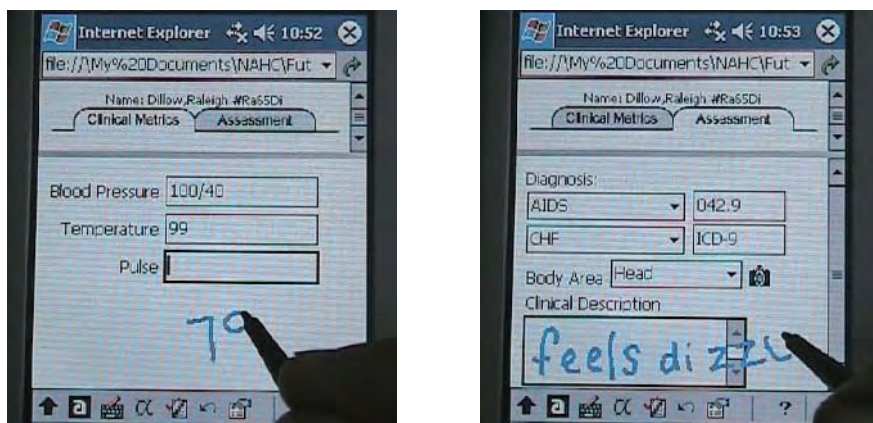 Internet Explorer 10:52
file://\My%20Documents\NAHC\Fut
Name: Dillow,Raleigh #Ra65Di
Clinical Metrics Assessment
Blood Pressure 100/40
Temperature 99
Pulse
70
Internet Explorer 10:53
file://\My%20Documents\NAHC\Fut
Name: Dillow,Raleigh #Ra65Di
Clinical Metrics Assessment
Diagnosis:
AIDS 042.9
CHF ICD-9
Body Area Head
Clinical Description
feels dizz
?